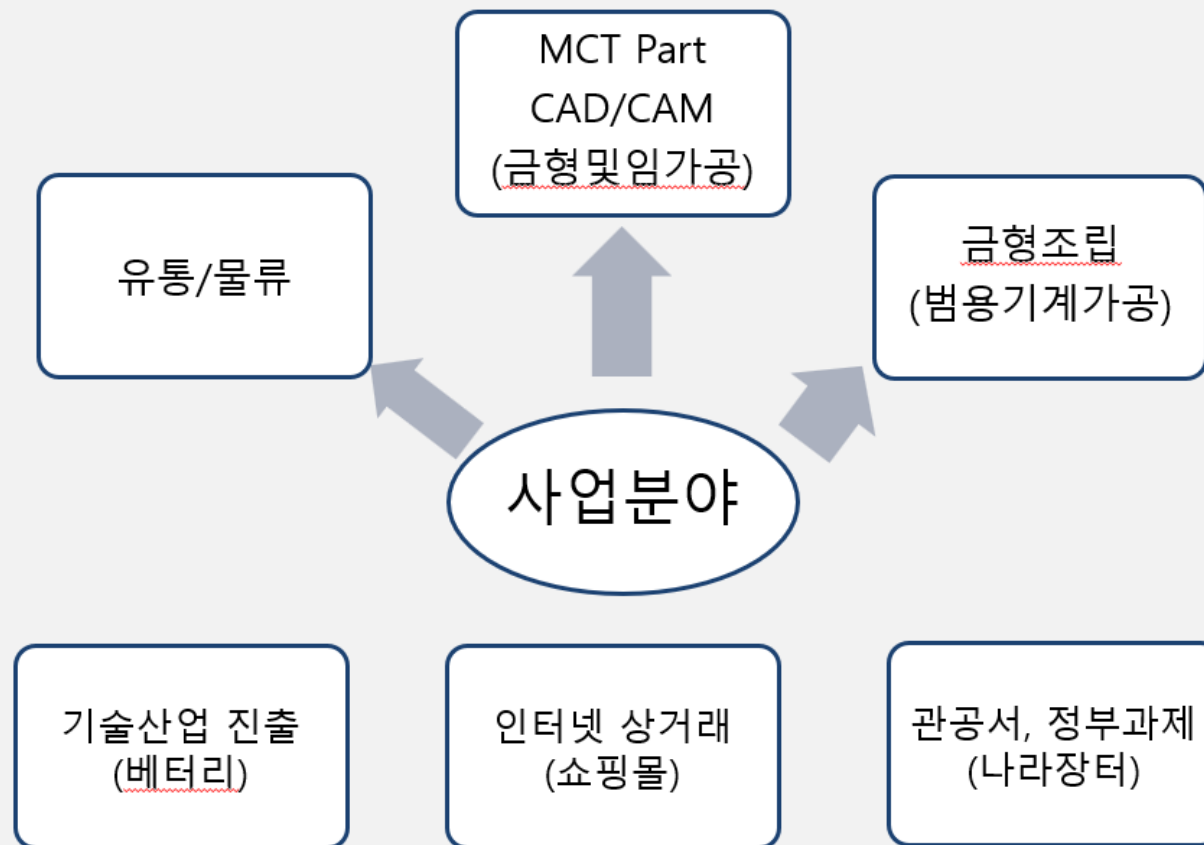 MCT Part
CAD/CAM
(금형및임가공)
유통/물류
금형조립
(범용기계가공)
사업분야
기술산업 진출
(베터리)
인터넷 상거래
(쇼핑몰)
관공서, 정부과제
(나라장터)